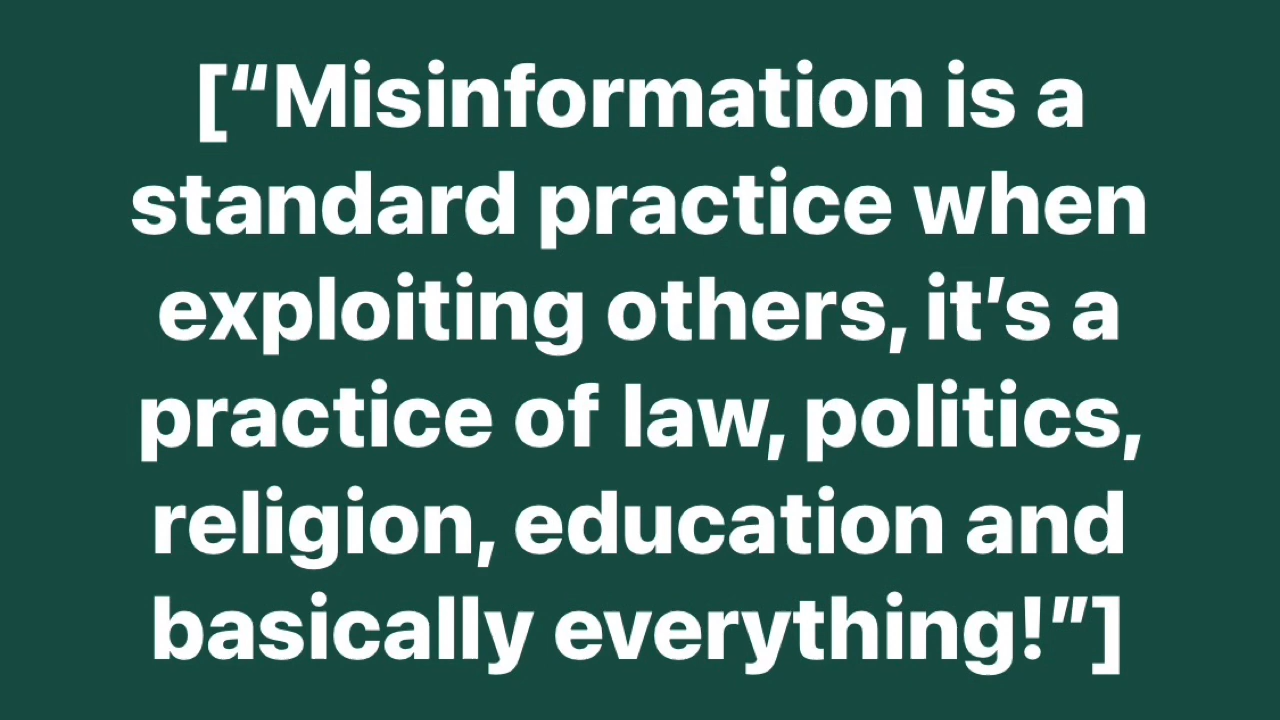 [“Misinformation is a
standard practice when
exploiting others, it’s a
practice of law, politics,
religion, education and
basically everything!”]